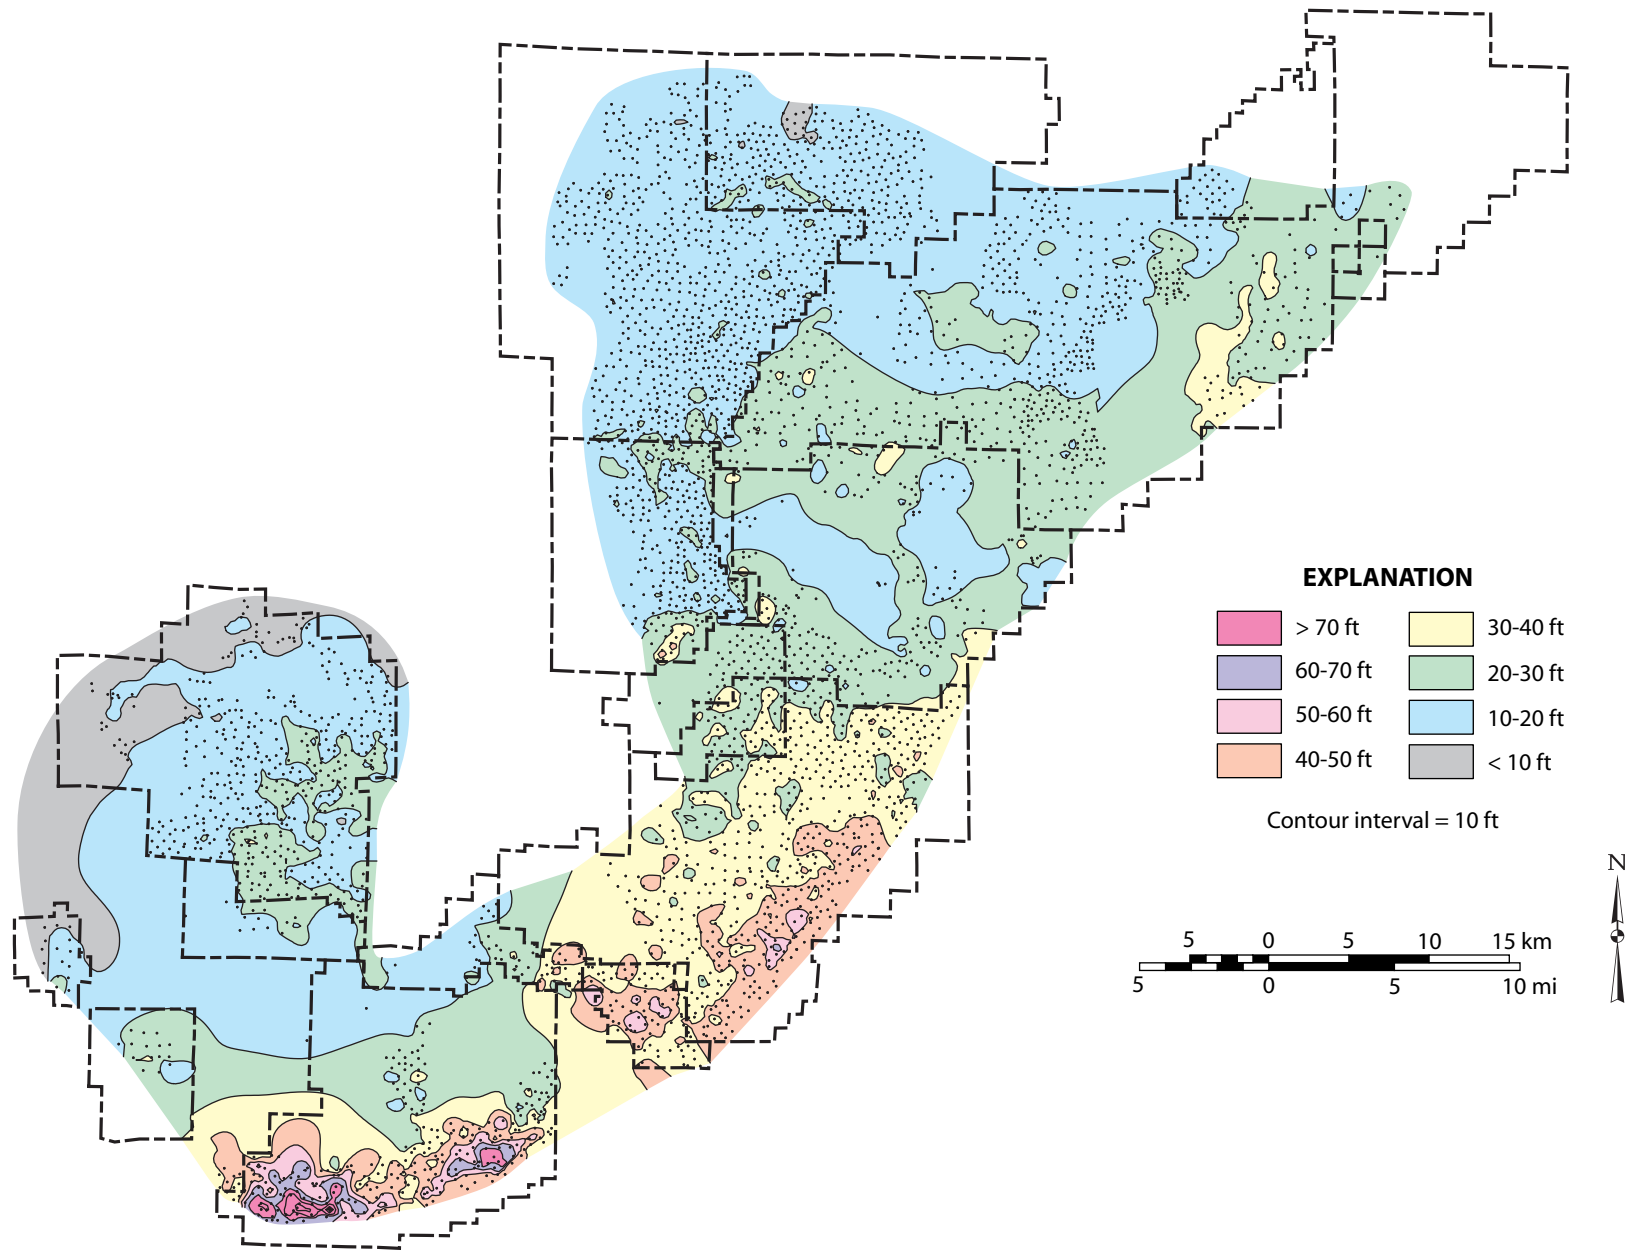 EXPLANATION
> 70 ft
30-40 ft
60-70 ft
20-30 ft
50-60 ft
10-20 ft
40-50 ft
< 10 ft
Contour interval = 10 ft
N
5 0 5 10 15 km
5 0 5 10 mi